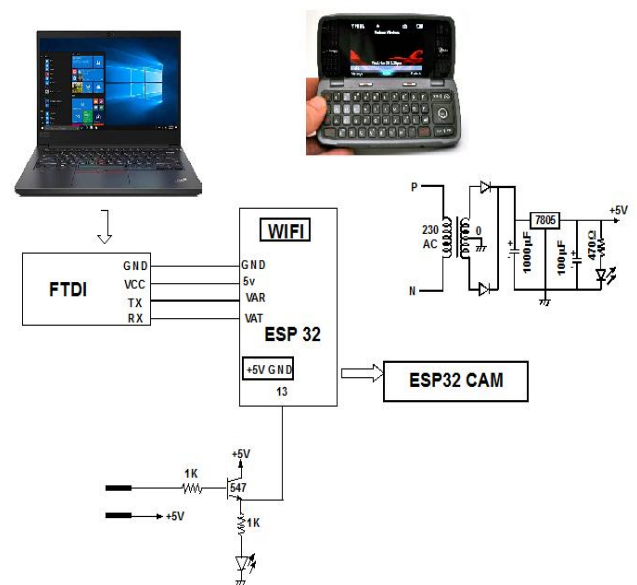 P
230
AC
N
0
7805
+5V
1000µF
100µF
470Ω
WIFI
FTDI
GND
VCC
TX
RX
GND
5v
VAR
VAT
ESP 32
+5V GND
13
ESP32 CAM
+5V
1K
547
+5V
1K